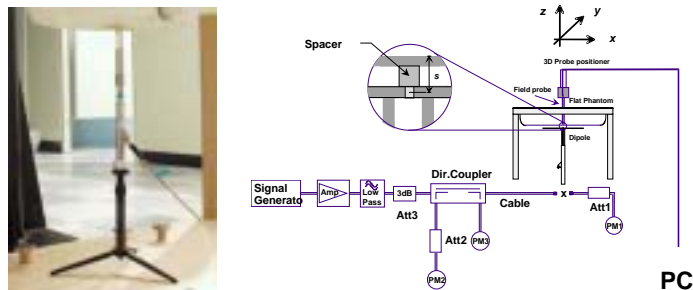 z
y
x
Spacer
s
3D Probe positioner
Field probe
Flat Phantom
Dipole
Signal
Generato
Amp
Low
Pass
3dB
Att3
Dir.Coupler
Cable
x
Att1
PM1
Att2
PM3
PM2
PC